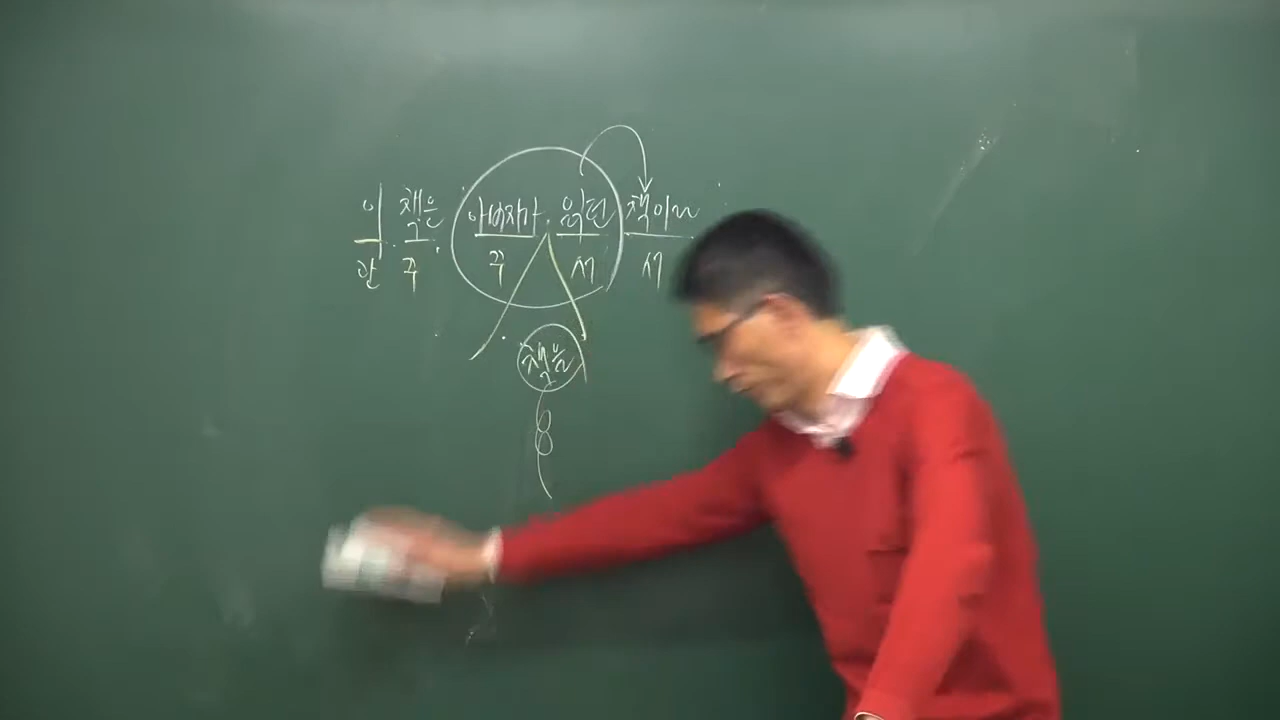 이 책은 아버지가 읽던 책이다
관 주 주 서 서
책을